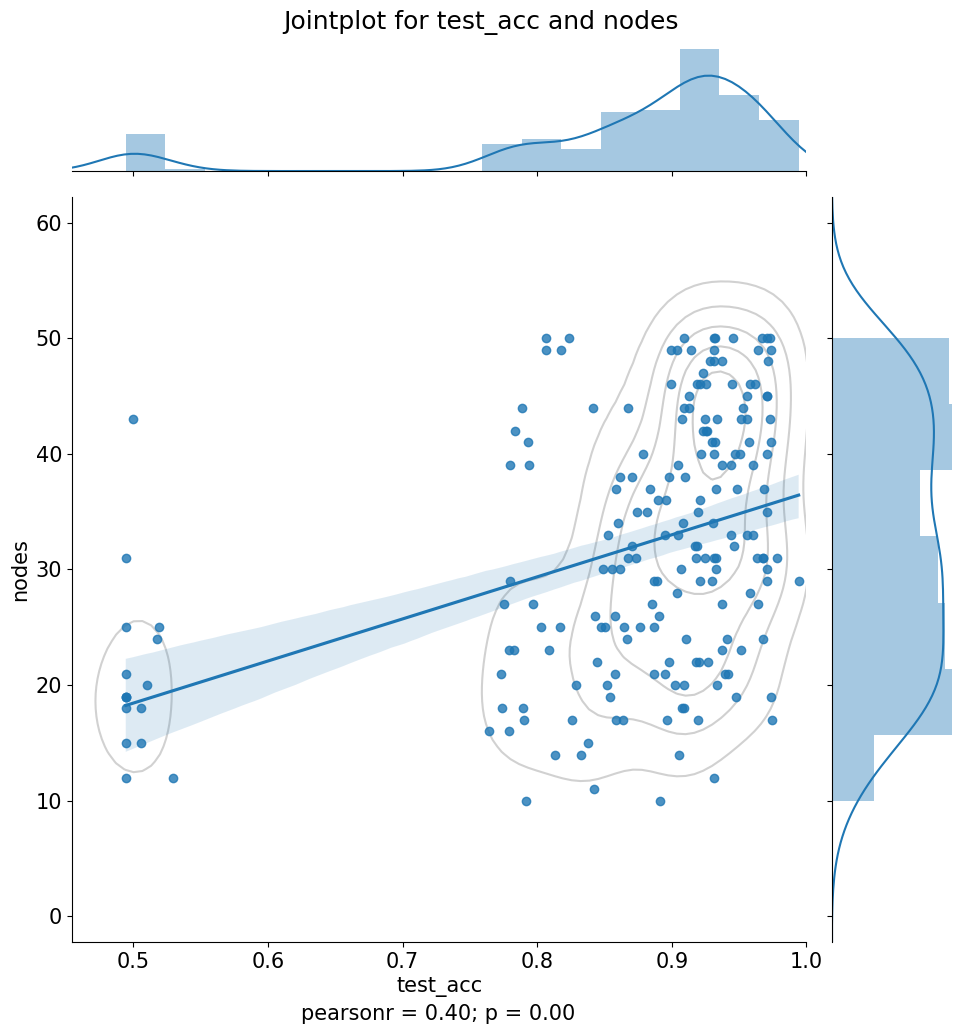 Jointplot for test_acc and nodes
60
50
40
30
20
10
0
nodes
0.5 0.6 0.7 0.8 0.9 1.0
test_acc
pearsonr = 0.40; p = 0.00